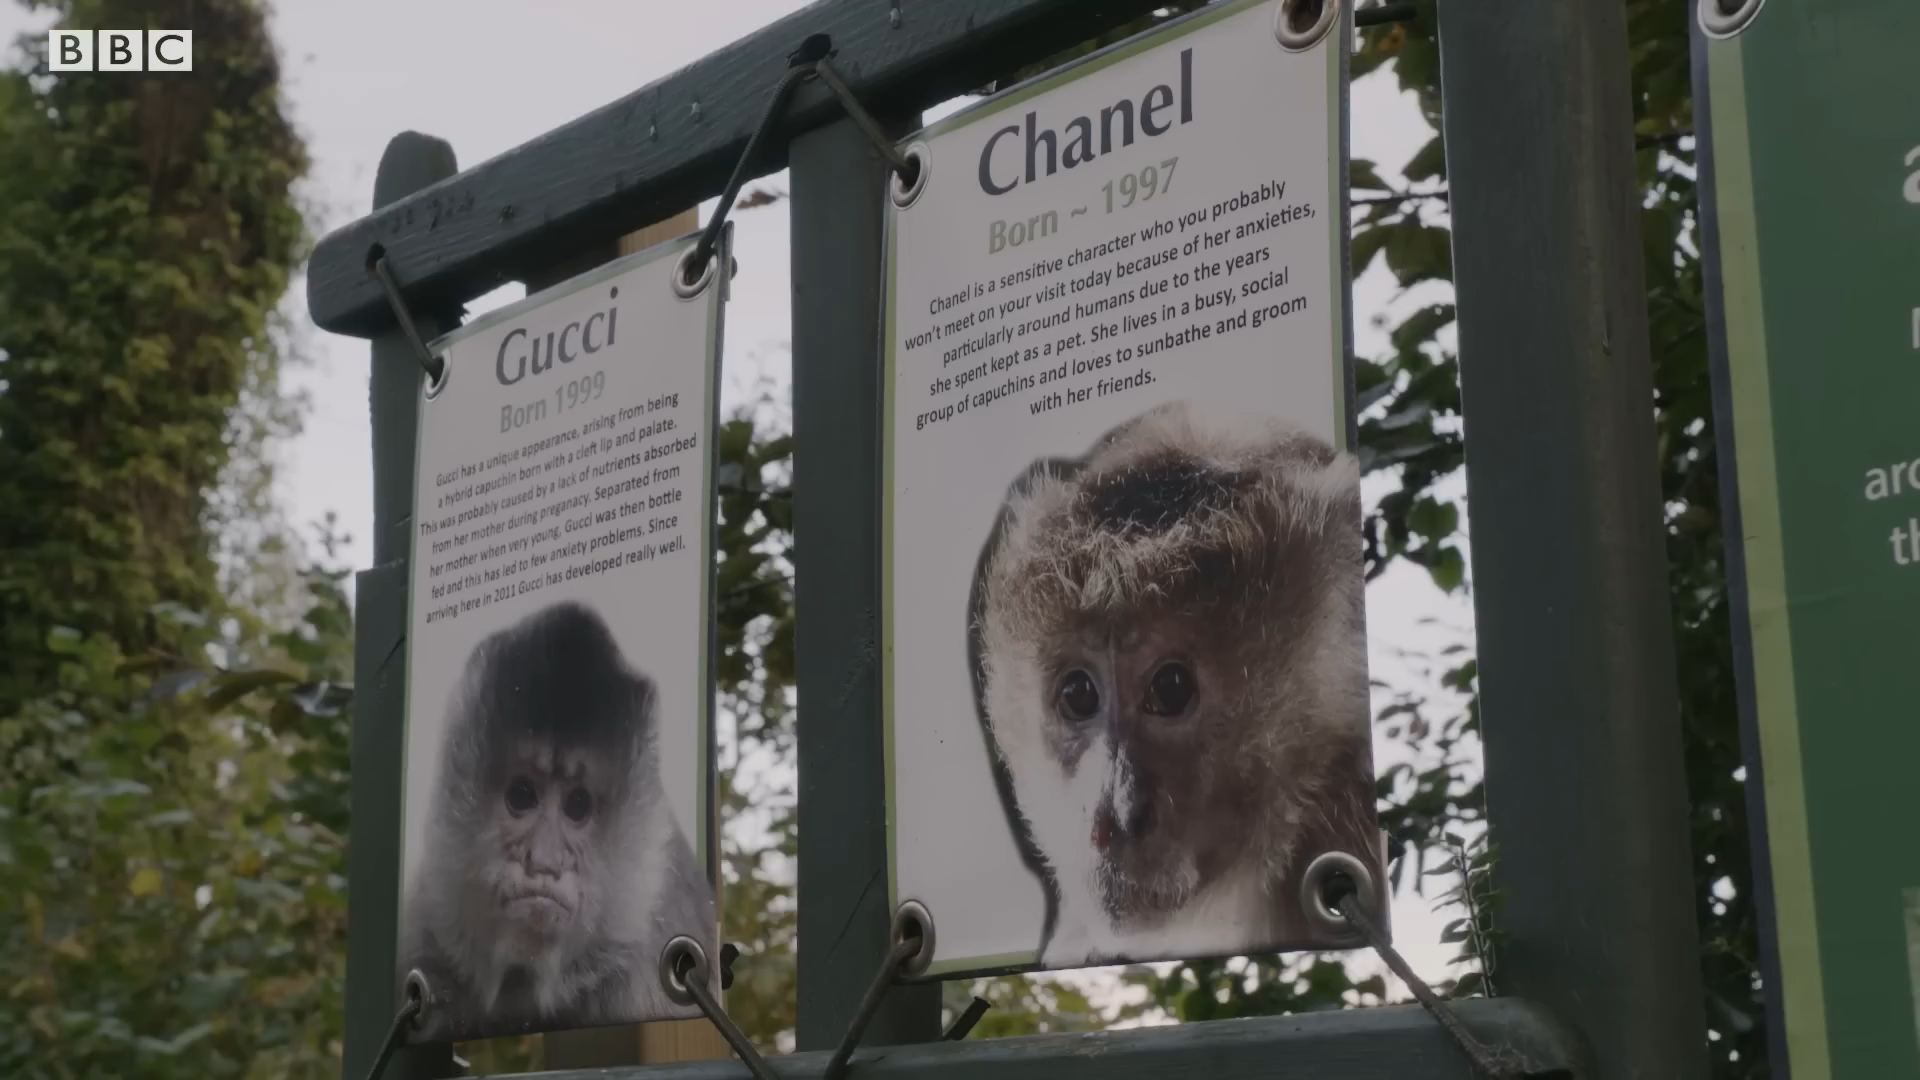 BBC
Gucci
Born 1999
Gucci has a unique appearance, arising from being
a hybrid capuchin born with a cleft lip and palate.
This was probably caused by a lack of nutrients absorbed
from her mother during preganacy. Separated from
her mother when very young, Gucci was then bottle
fed and this has led to few anxiety problems. Since
arriving here in 2011 Gucci has developed really well.
Chanel
Born ~ 1997
Chanel is a sensitive character who you probably
won't meet on your visit today because of her anxieties,
particularly around humans due to the years
she spent kept as a pet. She lives in a busy, social
group of capuchins and loves to sunbathe and groom
with her friends.